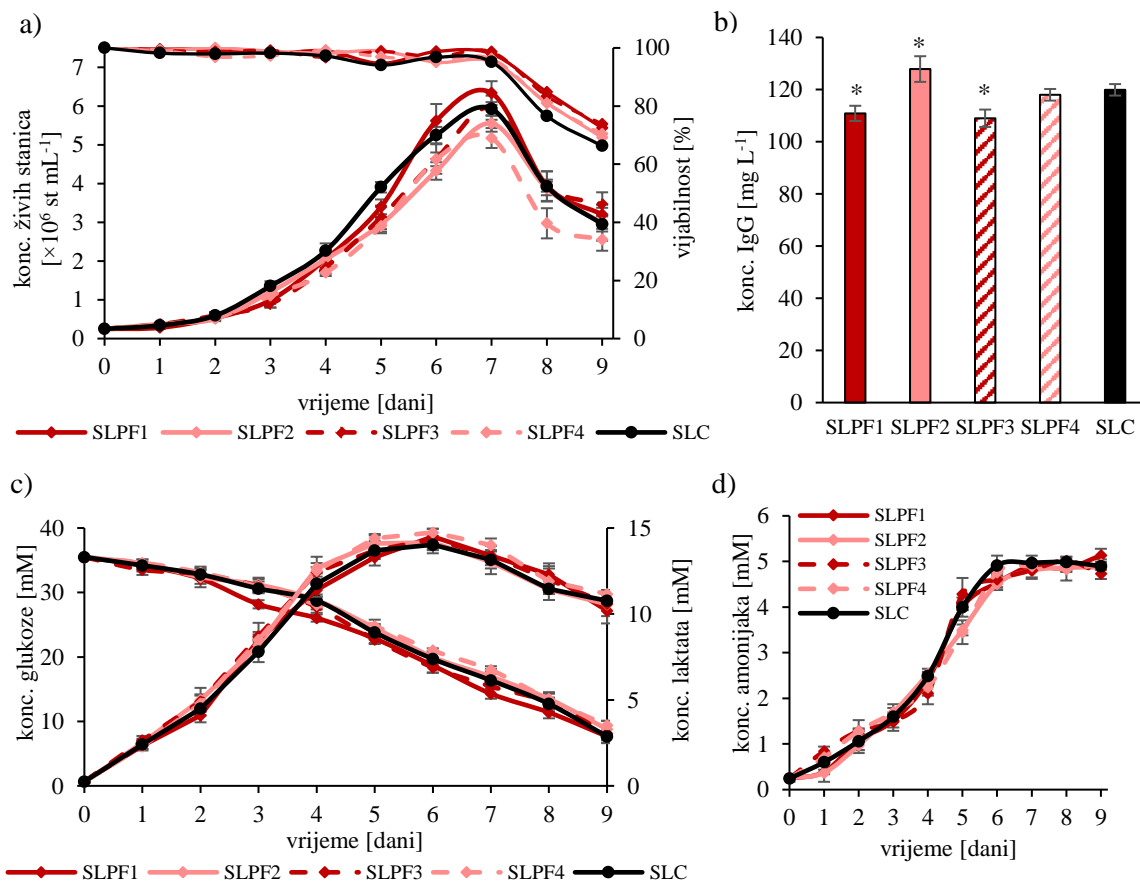 a)
konc. živih stanica
[×10⁶ st mL⁻¹]
7
6
5
4
3
2
1
0
100
80
60
40
20
0
vijabilnost [%]
0 1 2 3 4 5 6 7 8 9
vrijeme [dani]
SLPF1 SLPF2 SLPF3 SLPF4 SLC
b)
konc. IgG [mg L⁻¹]
140
120
100
80
60
40
20
0
* * *
SLPF1 SLPF2 SLPF3 SLPF4 SLC
c)
konc. glukoze [mM]
40
30
20
10
0
15
10
5
0
konc. laktata [mM]
0 1 2 3 4 5 6 7 8 9
vrijeme [dani]
SLPF1 SLPF2 SLPF3 SLPF4 SLC
d)
konc. amonijaka [mM]
6
5
4
3
2
1
0
SLPF1
SLPF2
SLPF3
SLPF4
SLC
0 1 2 3 4 5 6 7 8 9
vrijeme [dani]